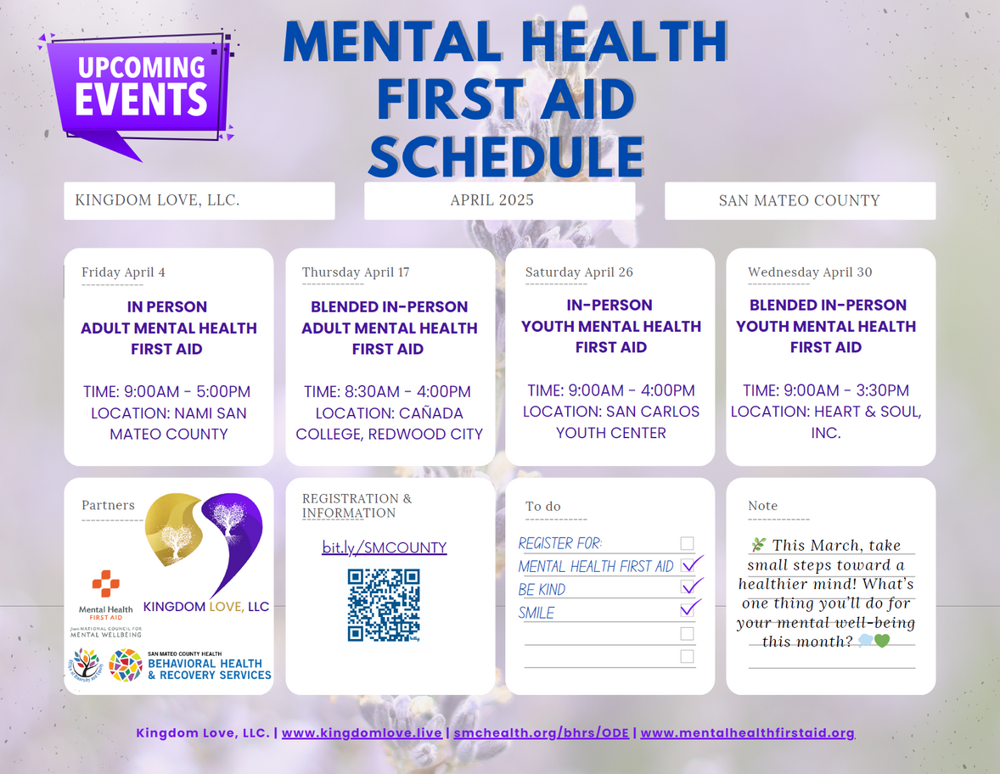 UPCOMING
EVENTS
MENTAL HEALTH
FIRST AID
SCHEDULE
KINGDOM LOVE, LLC.
APRIL 2025
SAN MATEO COUNTY
Friday April 4
IN PERSON
ADULT MENTAL HEALTH
FIRST AID
TIME: 9:00AM - 5:00PM
LOCATION: NAMI SAN
MATEO COUNTY
Thursday April 17
BLENDED IN-PERSON
ADULT MENTAL HEALTH
FIRST AID
TIME: 8:30AM - 4:00PM
LOCATION: CAÑADA
COLLEGE, REDWOOD CITY
Saturday April 26
IN-PERSON
YOUTH MENTAL HEALTH
FIRST AID
TIME: 9:00AM - 4:00PM
LOCATION: SAN CARLOS
YOUTH CENTER
Wednesday April 30
BLENDED IN-PERSON
YOUTH MENTAL HEALTH
FIRST AID
TIME: 9:00AM - 3:30PM
LOCATION: HEART & SOUL,
INC.
Partners
KINGDOM LOVE, LLC
Mental Health
FIRST AID
from NATIONAL COUNCIL FOR
MENTAL WELLBEING
Office of Diversity and Equity
SAN MATEO COUNTY HEALTH
BEHAVIORAL HEALTH
& RECOVERY SERVICES
REGISTRATION &
INFORMATION
bit.ly/SMCOUNTY
bitly
To do
REGISTER FOR:
MENTAL HEALTH FIRST AID
BE KIND
SMILE
Note
🌿 This March, take
small steps toward a
healthier mind! What's
one thing you'll do for
your mental well-being
this month? 💭💚
Kingdom Love, LLC. | www.kingdomlove.live | smchealth.org/bhrs/ODE | www.mentalhealthfirstaid.org